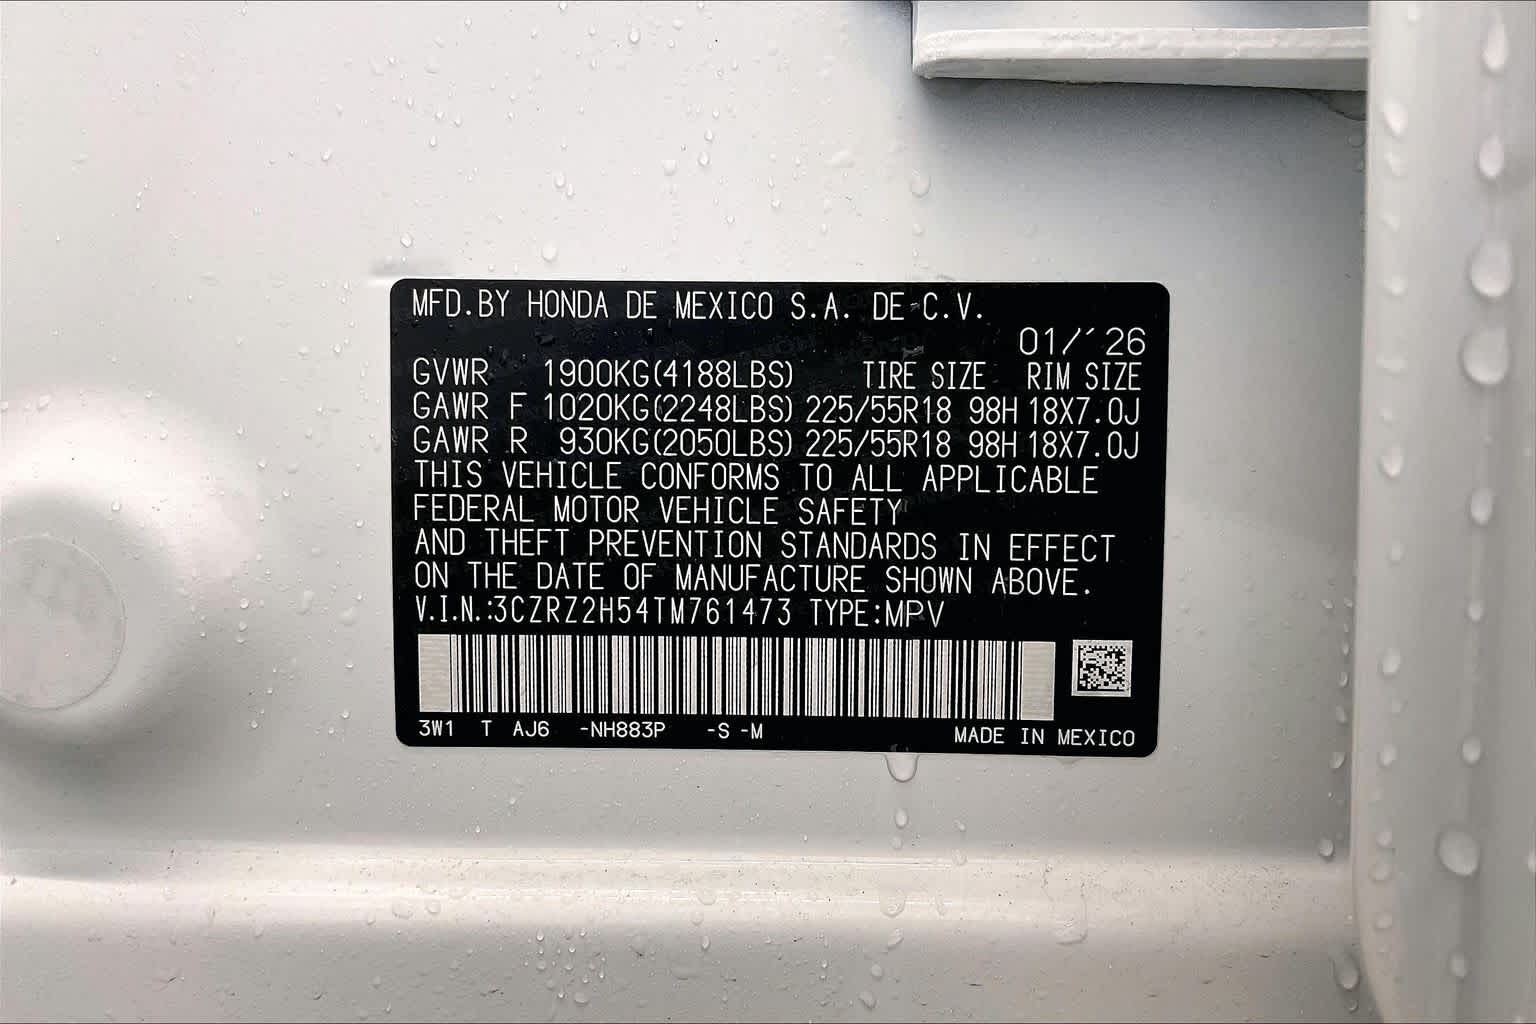 MFD.BY HONDA DE MEXICO S.A. DE C.V.
01/'26
GVWR 1900KG(4188LBS) TIRE SIZE RIM SIZE
GAWR F 1020KG(2248LBS) 225/55R18 98H 18X7.0J
GAWR R 930KG(2050LBS) 225/55R18 98H 18X7.0J
THIS VEHICLE CONFORMS TO ALL APPLICABLE
FEDERAL MOTOR VEHICLE SAFETY
AND THEFT PREVENTION STANDARDS IN EFFECT
ON THE DATE OF MANUFACTURE SHOWN ABOVE.
V.I.N.:3CZRZ2H54TM761473 TYPE:MPV
3W1 T AJ6 -NH883P -S -M MADE IN MEXICO